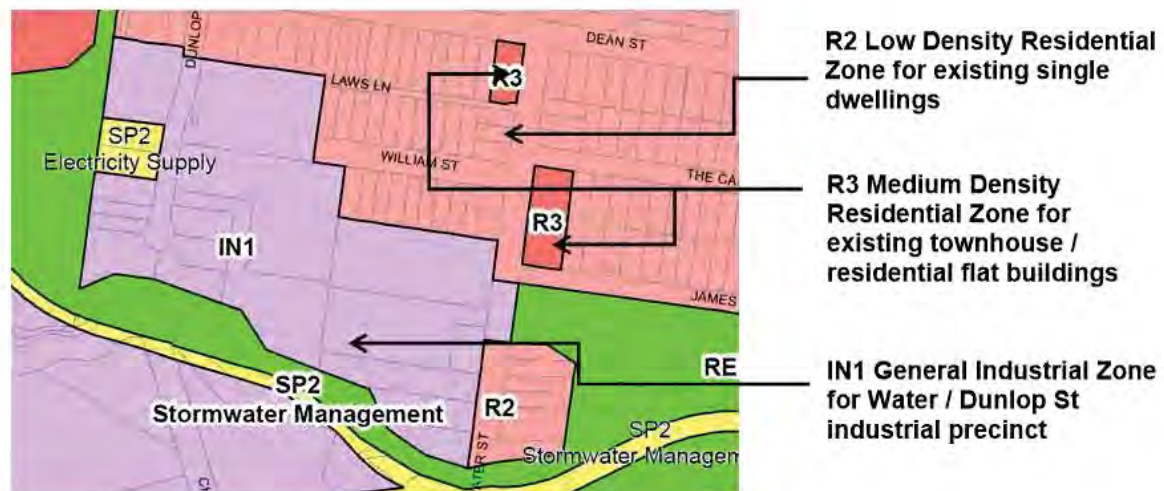 DEAN ST
DUNLOP
R3
LAWS LN
SP2
Electricity Supply
WILLIAM ST
THE CA
R3
IN1
JAMES
RE
SP2
Stormwater Management
R2
ATER ST
SP2
Stormwater Managem
R2 Low Density Residential
Zone for existing single
dwellings
R3 Medium Density
Residential Zone for
existing townhouse /
residential flat buildings
IN1 General Industrial Zone
for Water / Dunlop St
industrial precinct